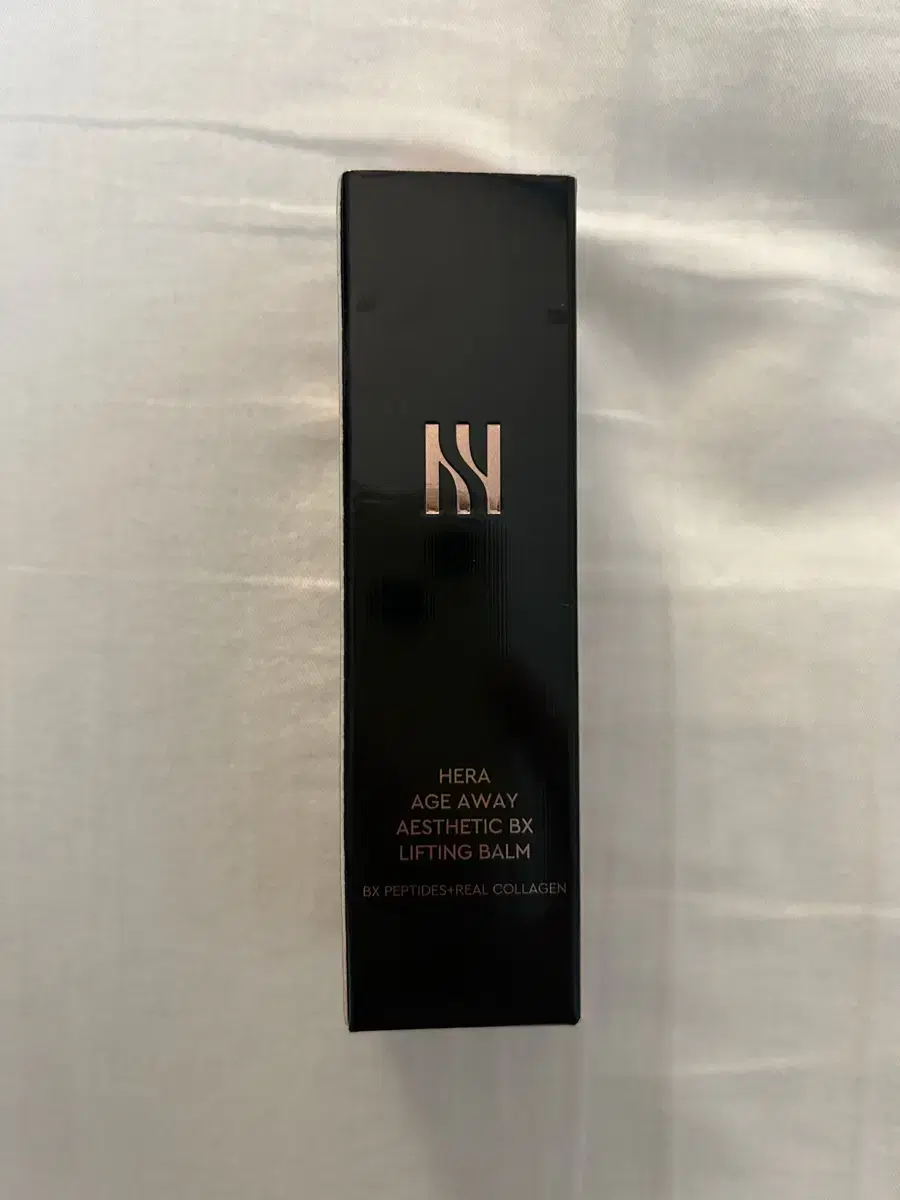 HERA
AGE AWAY
AESTHETIC BX
LIFTING BALM
BX PEPTIDES+REAL COLLAGEN